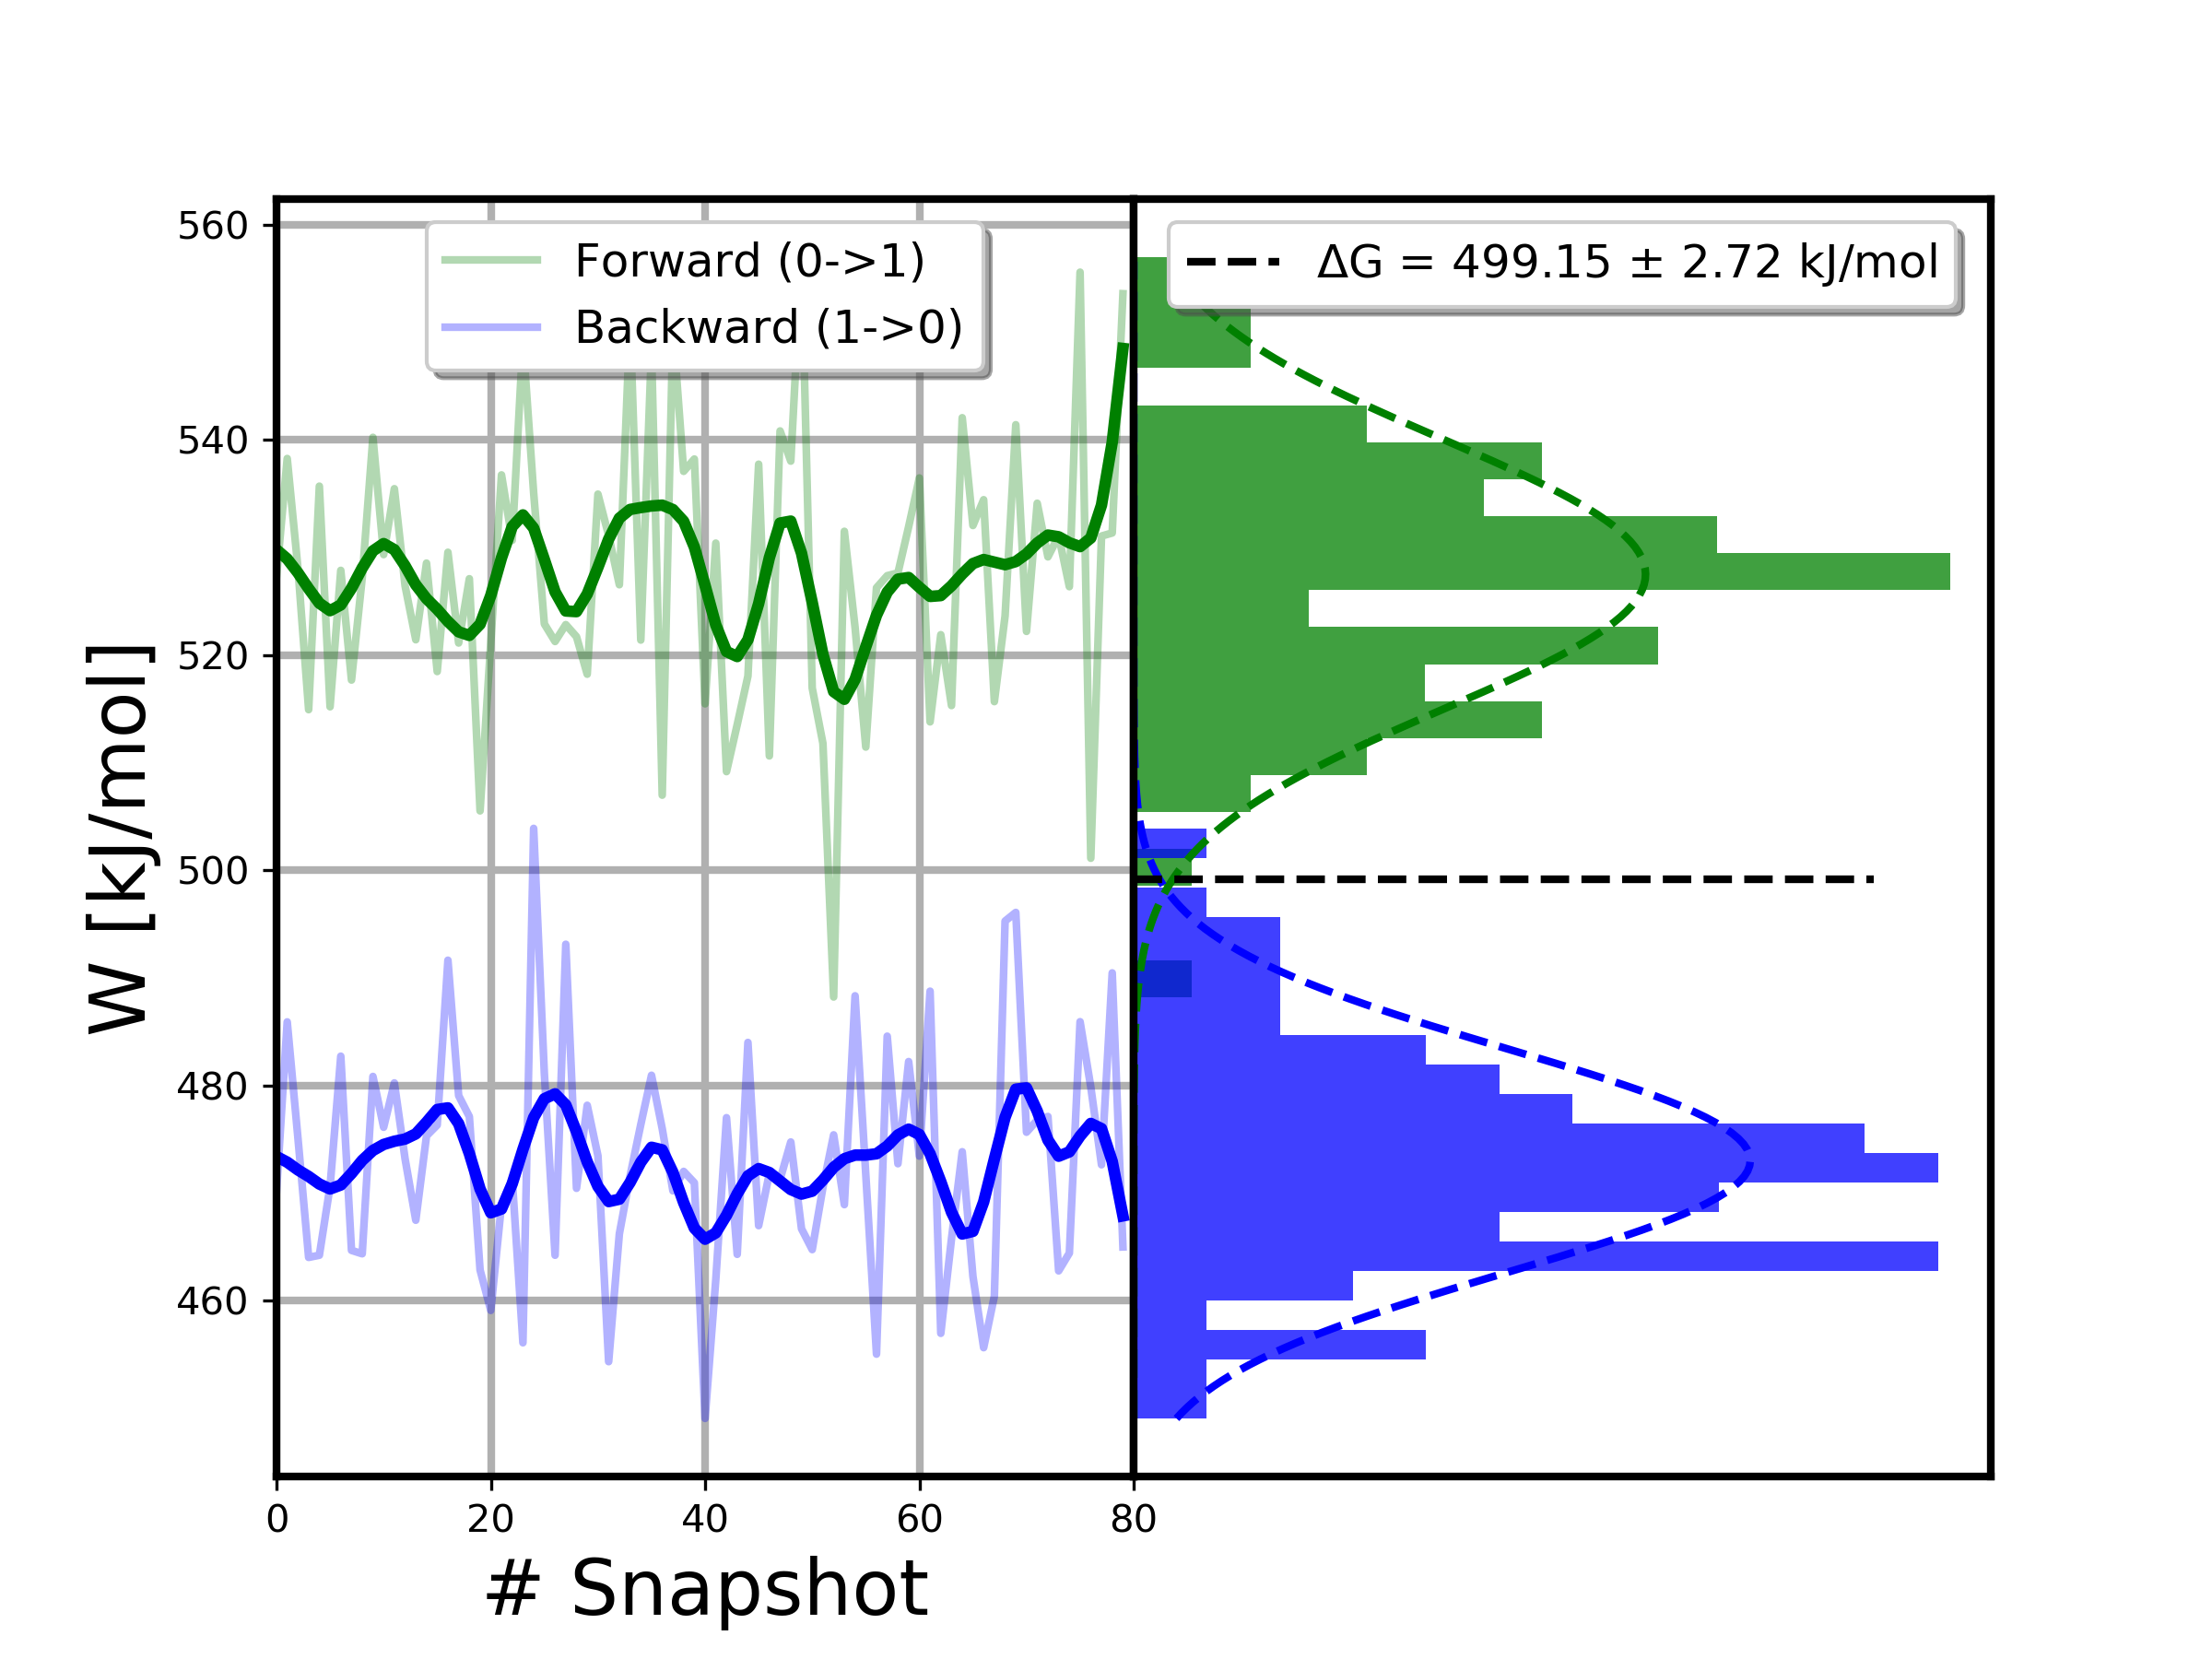 Forward (0->1)
Backward (1->0)
ΔG = 499.15 ± 2.72 kJ/mol
W [kJ/mol]
560
540
520
500
480
460
0 20 40 60 80
# Snapshot